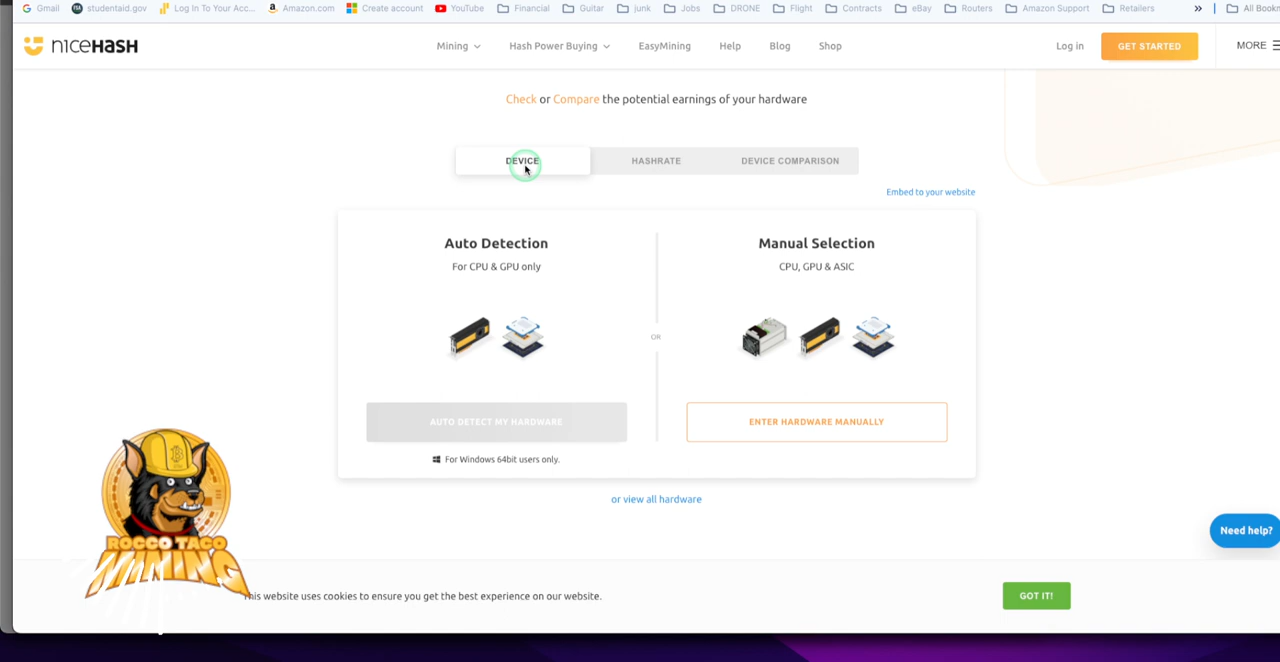 Gmail studentaid.gov Log In To Your Acc... Amazon.com Create account YouTube Financial Guitar junk Jobs DRONE Flight Contracts eBay Routers Amazon Support Retailers » All Bookm
NICEHASH Mining Hash Power Buying EasyMining Help Blog Shop Log in GET STARTED MORE
Check or Compare the potential earnings of your hardware
DEVICE HASHRATE DEVICE COMPARISON
Embed to your website
Auto Detection Manual Selection
For CPU & GPU only CPU, GPU & ASIC
OR
AUTO DETECT MY HARDWARE ENTER HARDWARE MANUALLY
For Windows 64bit users only.
or view all hardware
Need help?
ROCCO TACO
MINING
This website uses cookies to ensure you get the best experience on our website. GOT IT!